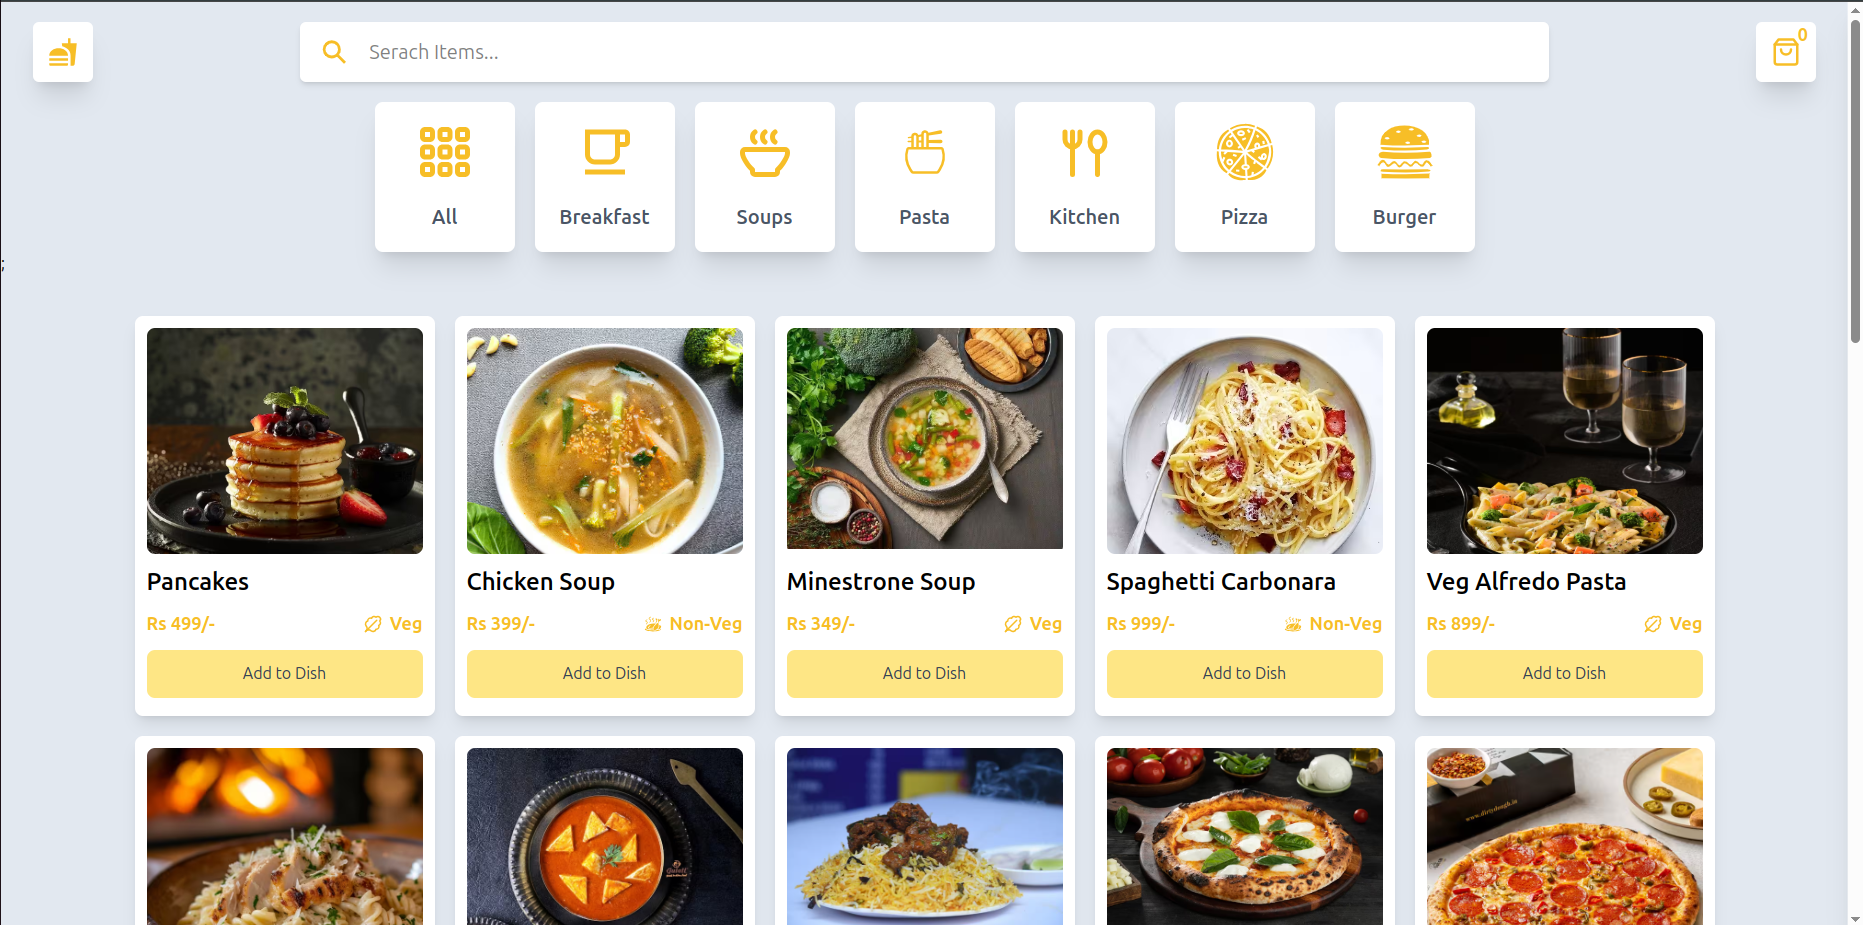 Serach Items...
0
All
Breakfast
Soups
Pasta
Kitchen
Pizza
Burger
;
Pancakes
Rs 499/-
Veg
Add to Dish
Chicken Soup
Rs 399/-
Non-Veg
Add to Dish
Minestrone Soup
Rs 349/-
Veg
Add to Dish
Spaghetti Carbonara
Rs 999/-
Non-Veg
Add to Dish
Veg Alfredo Pasta
Rs 899/-
Veg
Add to Dish